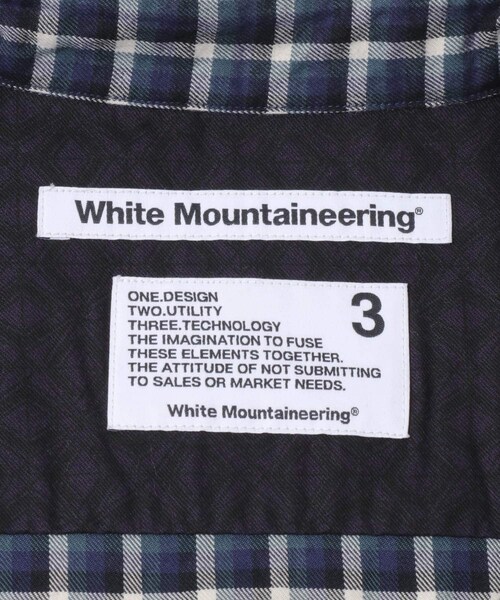 White Mountaineering®
ONE.DESIGN
3
TWO.UTILITY
THREE.TECHNOLOGY
THE IMAGINATION TO FUSE
THESE ELEMENTS TOGETHER.
THE ATTITUDE OF NOT SUBMITTING
TO SALES OR MARKET NEEDS.
White Mountaineering®